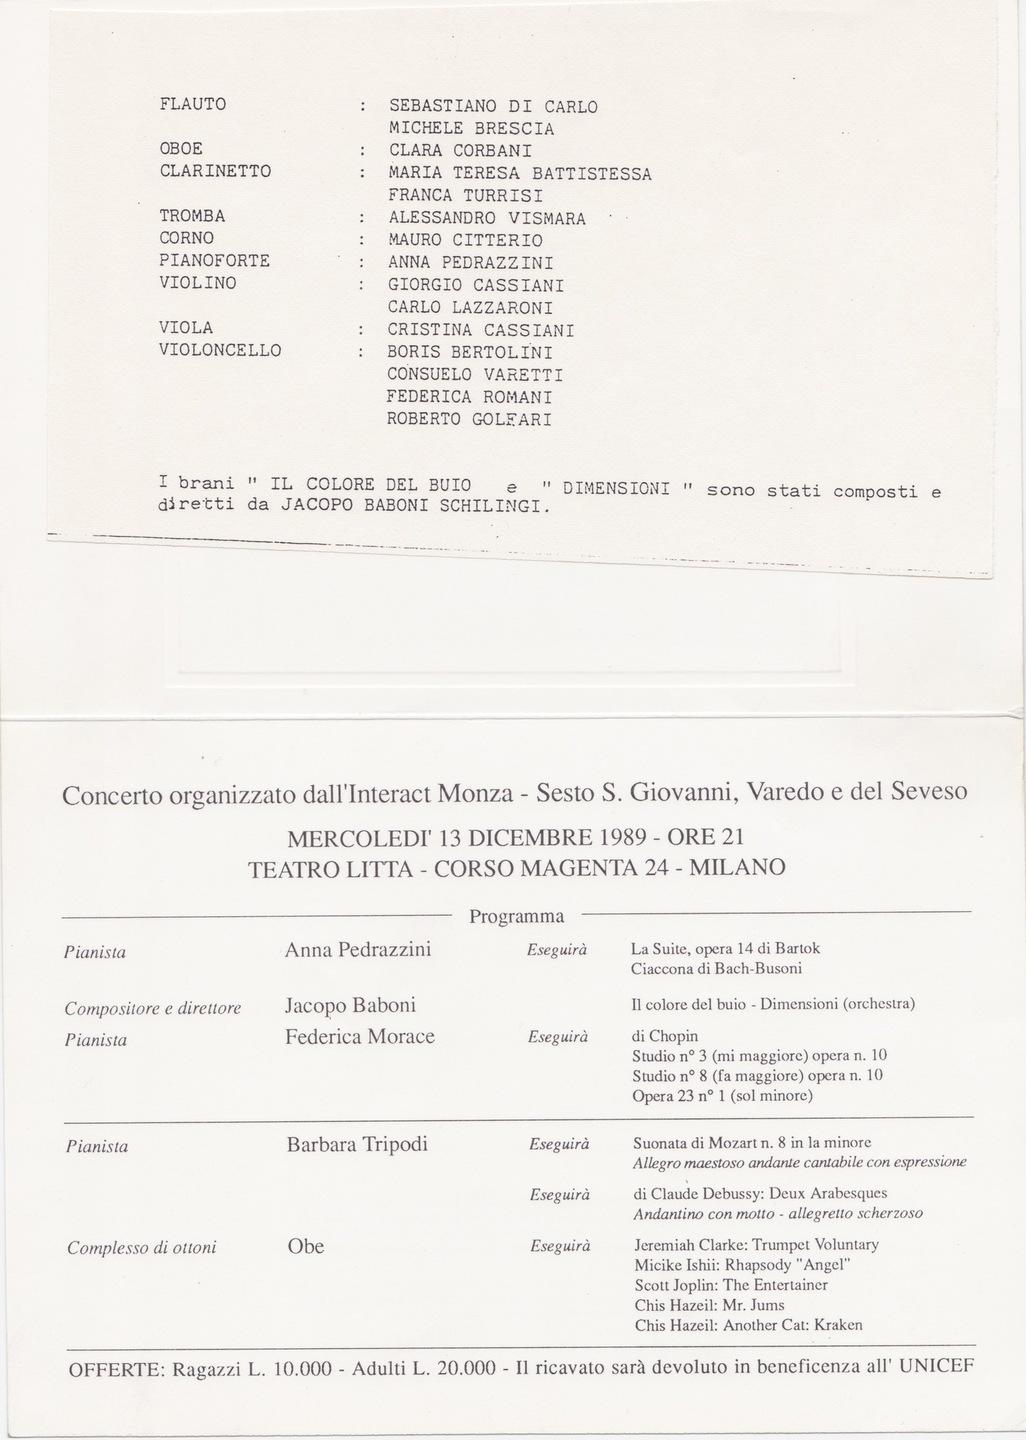 FLAUTO : SEBASTIANO DI CARLO
MICHELE BRESCIA
OBOE : CLARA CORBANI
CLARINETTO : MARIA TERESA BATTISTESSA
FRANCA TURRISI
TROMBA : ALESSANDRO VISMARA
CORNO : MAURO CITTERIO
PIANOFORTE : ANNA PEDRAZZINI
VIOLINO : GIORGIO CASSIANI
CARLO LAZZARONI
VIOLA : CRISTINA CASSIANI
VIOLONCELLO : BORIS BERTOLINI
CONSUELO VARETTI
FEDERICA ROMANI
ROBERTO GOLFARI
I brani " IL COLORE DEL BUIO e " DIMENSIONI " sono stati composti e
diretti da JACOPO BABONI SCHILINGI.
Concerto organizzato dall'Interact Monza - Sesto S. Giovanni, Varedo e del Seveso
MERCOLEDI' 13 DICEMBRE 1989 - ORE 21
TEATRO LITTA - CORSO MAGENTA 24 - MILANO
Programma
Pianista Anna Pedrazzini Eseguirà La Suite, opera 14 di Bartok
Ciaccona di Bach-Busoni
Compositore e direttore Jacopo Baboni Il colore del buio - Dimensioni (orchestra)
Pianista Federica Morace Eseguirà di Chopin
Studio n° 3 (mi maggiore) opera n. 10
Studio n° 8 (fa maggiore) opera n. 10
Opera 23 n° 1 (sol minore)
Pianista Barbara Tripodi Eseguirà Suonata di Mozart n. 8 in la minore
Allegro maestoso andante cantabile con espressione
Eseguirà di Claude Debussy: Deux Arabesques
Andantino con motto - allegretto scherzoso
Complesso di ottoni Obe Eseguirà Jeremiah Clarke: Trumpet Voluntary
Micike Ishii: Rhapsody "Angel"
Scott Joplin: The Entertainer
Chis Hazeil: Mr. Jums
Chis Hazeil: Another Cat: Kraken
OFFERTE: Ragazzi L. 10.000 - Adulti L. 20.000 - Il ricavato sarà devoluto in beneficenza all' UNICEF